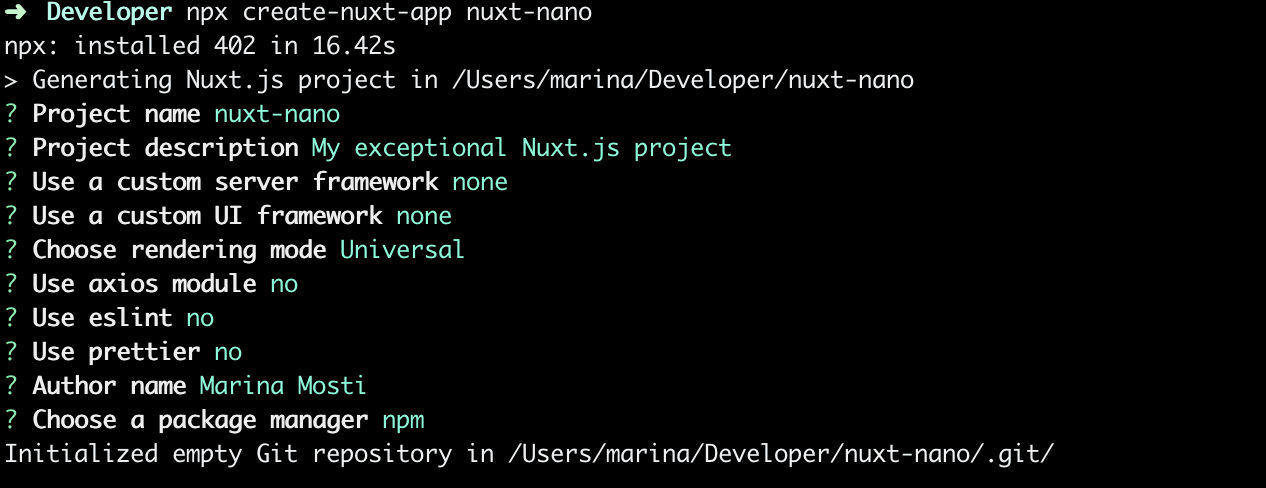 ➜ Developer npx create-nuxt-app nuxt-nano
npx: installed 402 in 16.42s
> Generating Nuxt.js project in /Users/marina/Developer/nuxt-nano
? Project name nuxt-nano
? Project description My exceptional Nuxt.js project
? Use a custom server framework none
? Use a custom UI framework none
? Choose rendering mode Universal
? Use axios module no
? Use eslint no
? Use prettier no
? Author name Marina Mosti
? Choose a package manager npm
Initialized empty Git repository in /Users/marina/Developer/nuxt-nano/.git/